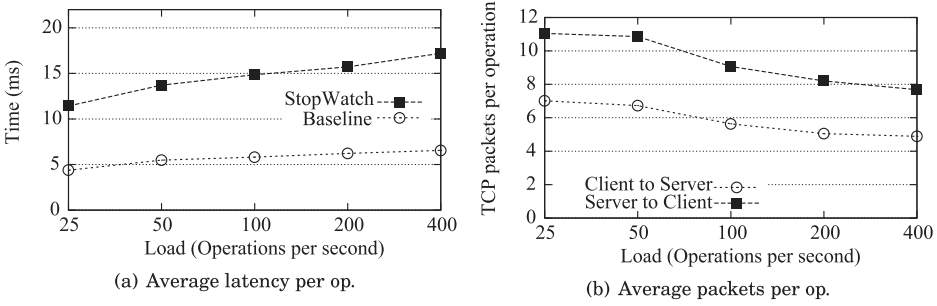 20
15
10
5
0
Time (ms)
StopWatch
Baseline
25 50 100 200 400
Load (Operations per second)
(a) Average latency per op.
12
10
8
6
4
2
0
TCP packets per operation
Client to Server
Server to Client
25 50 100 200 400
Load (Operations per second)
(b) Average packets per op.